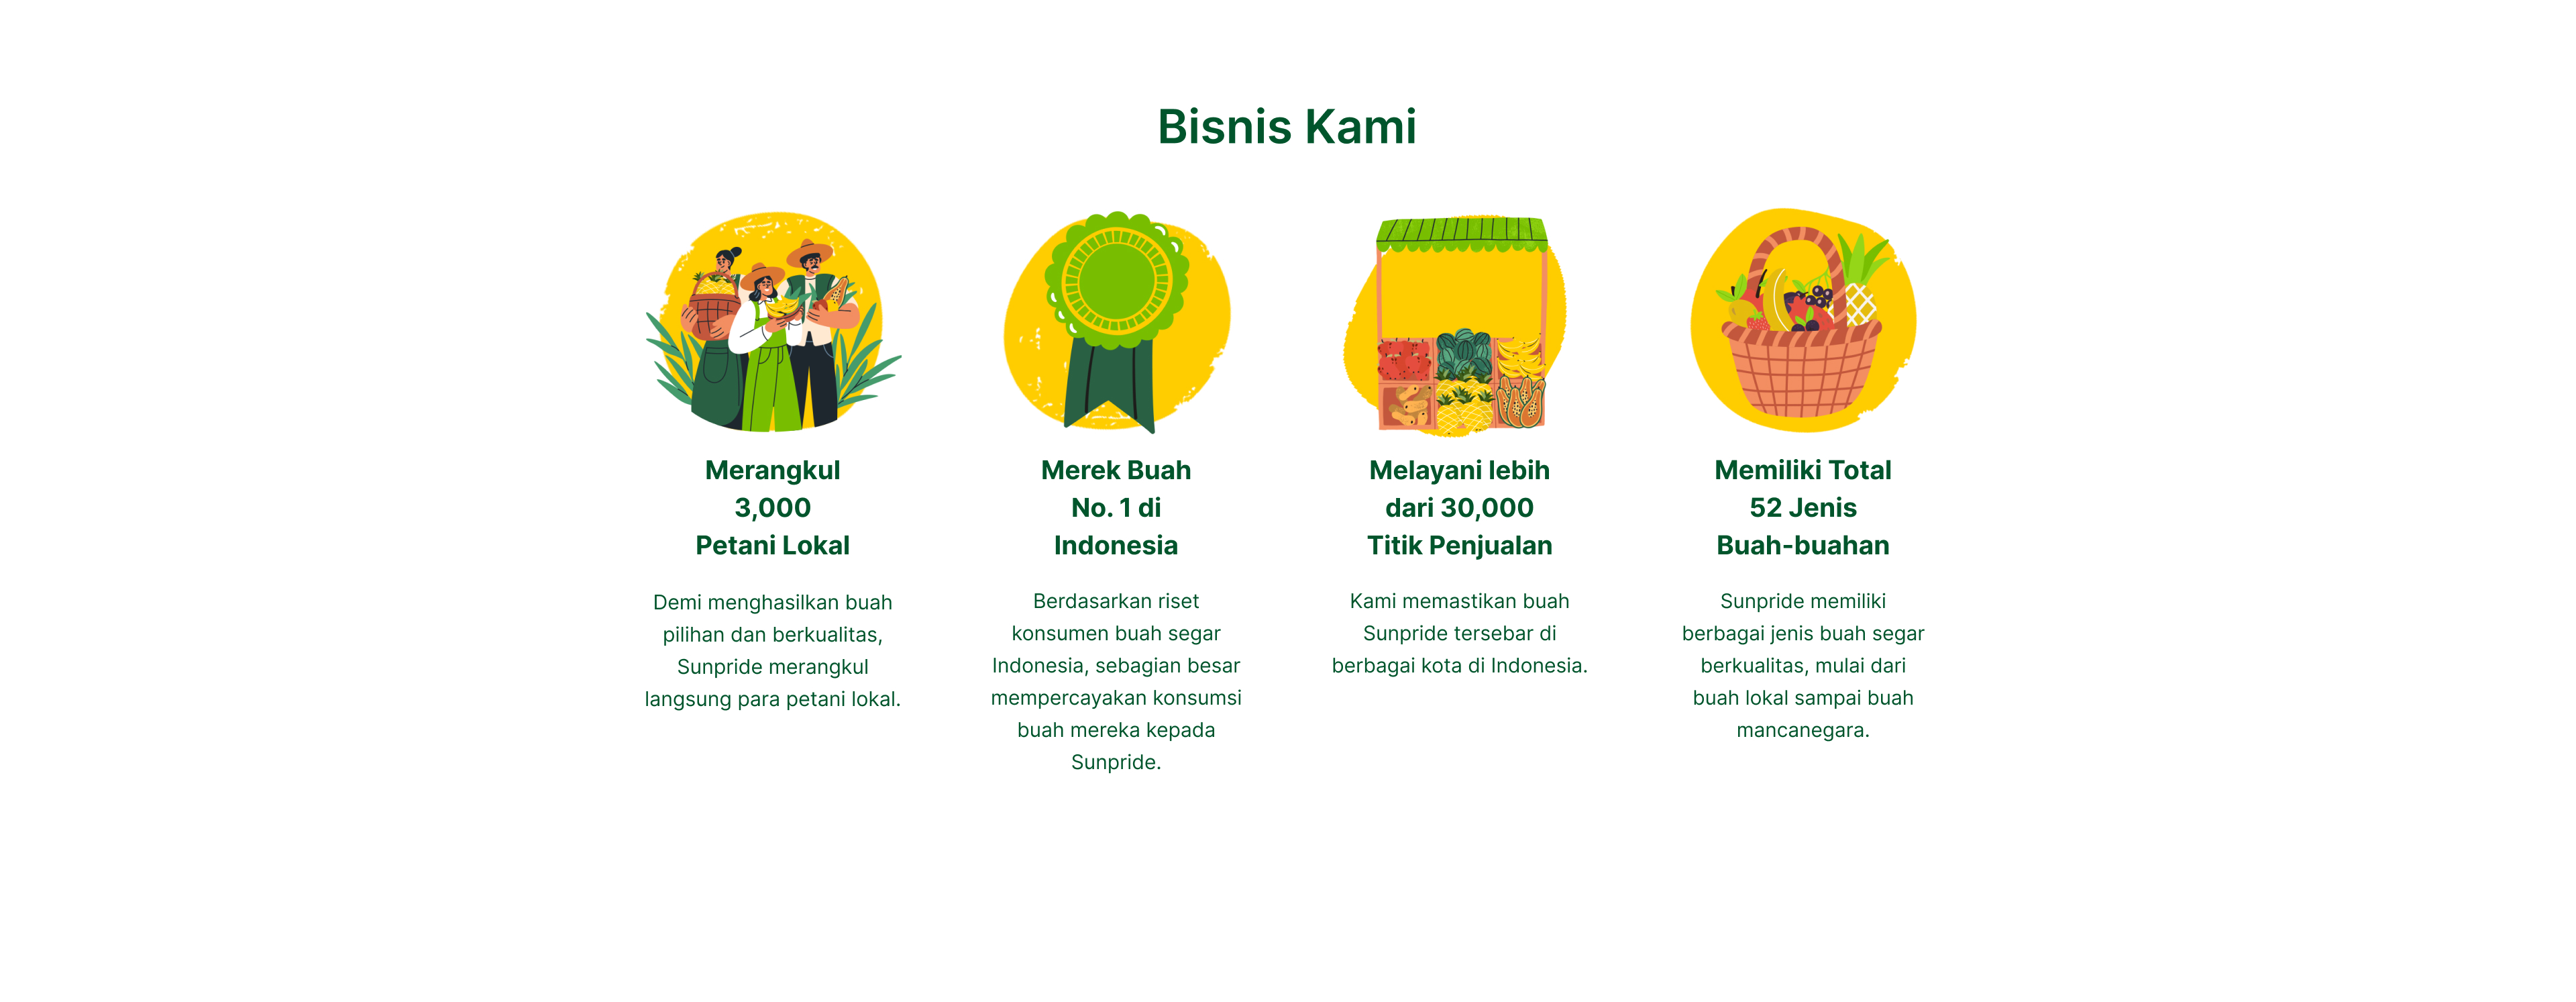 Bisnis Kami
Merangkul
3,000
Petani Lokal
Demi menghasilkan buah
pilihan dan berkualitas,
Sunpride merangkul
langsung para petani lokal.
Merek Buah
No. 1 di
Indonesia
Berdasarkan riset
konsumen buah segar
Indonesia, sebagian besar
mempercayakan konsumsi
buah mereka kepada
Sunpride.
Melayani lebih
dari 30,000
Titik Penjualan
Kami memastikan buah
Sunpride tersebar di
berbagai kota di Indonesia.
Memiliki Total
52 Jenis
Buah-buahan
Sunpride memiliki
berbagai jenis buah segar
berkualitas, mulai dari
buah lokal sampai buah
mancanegara.